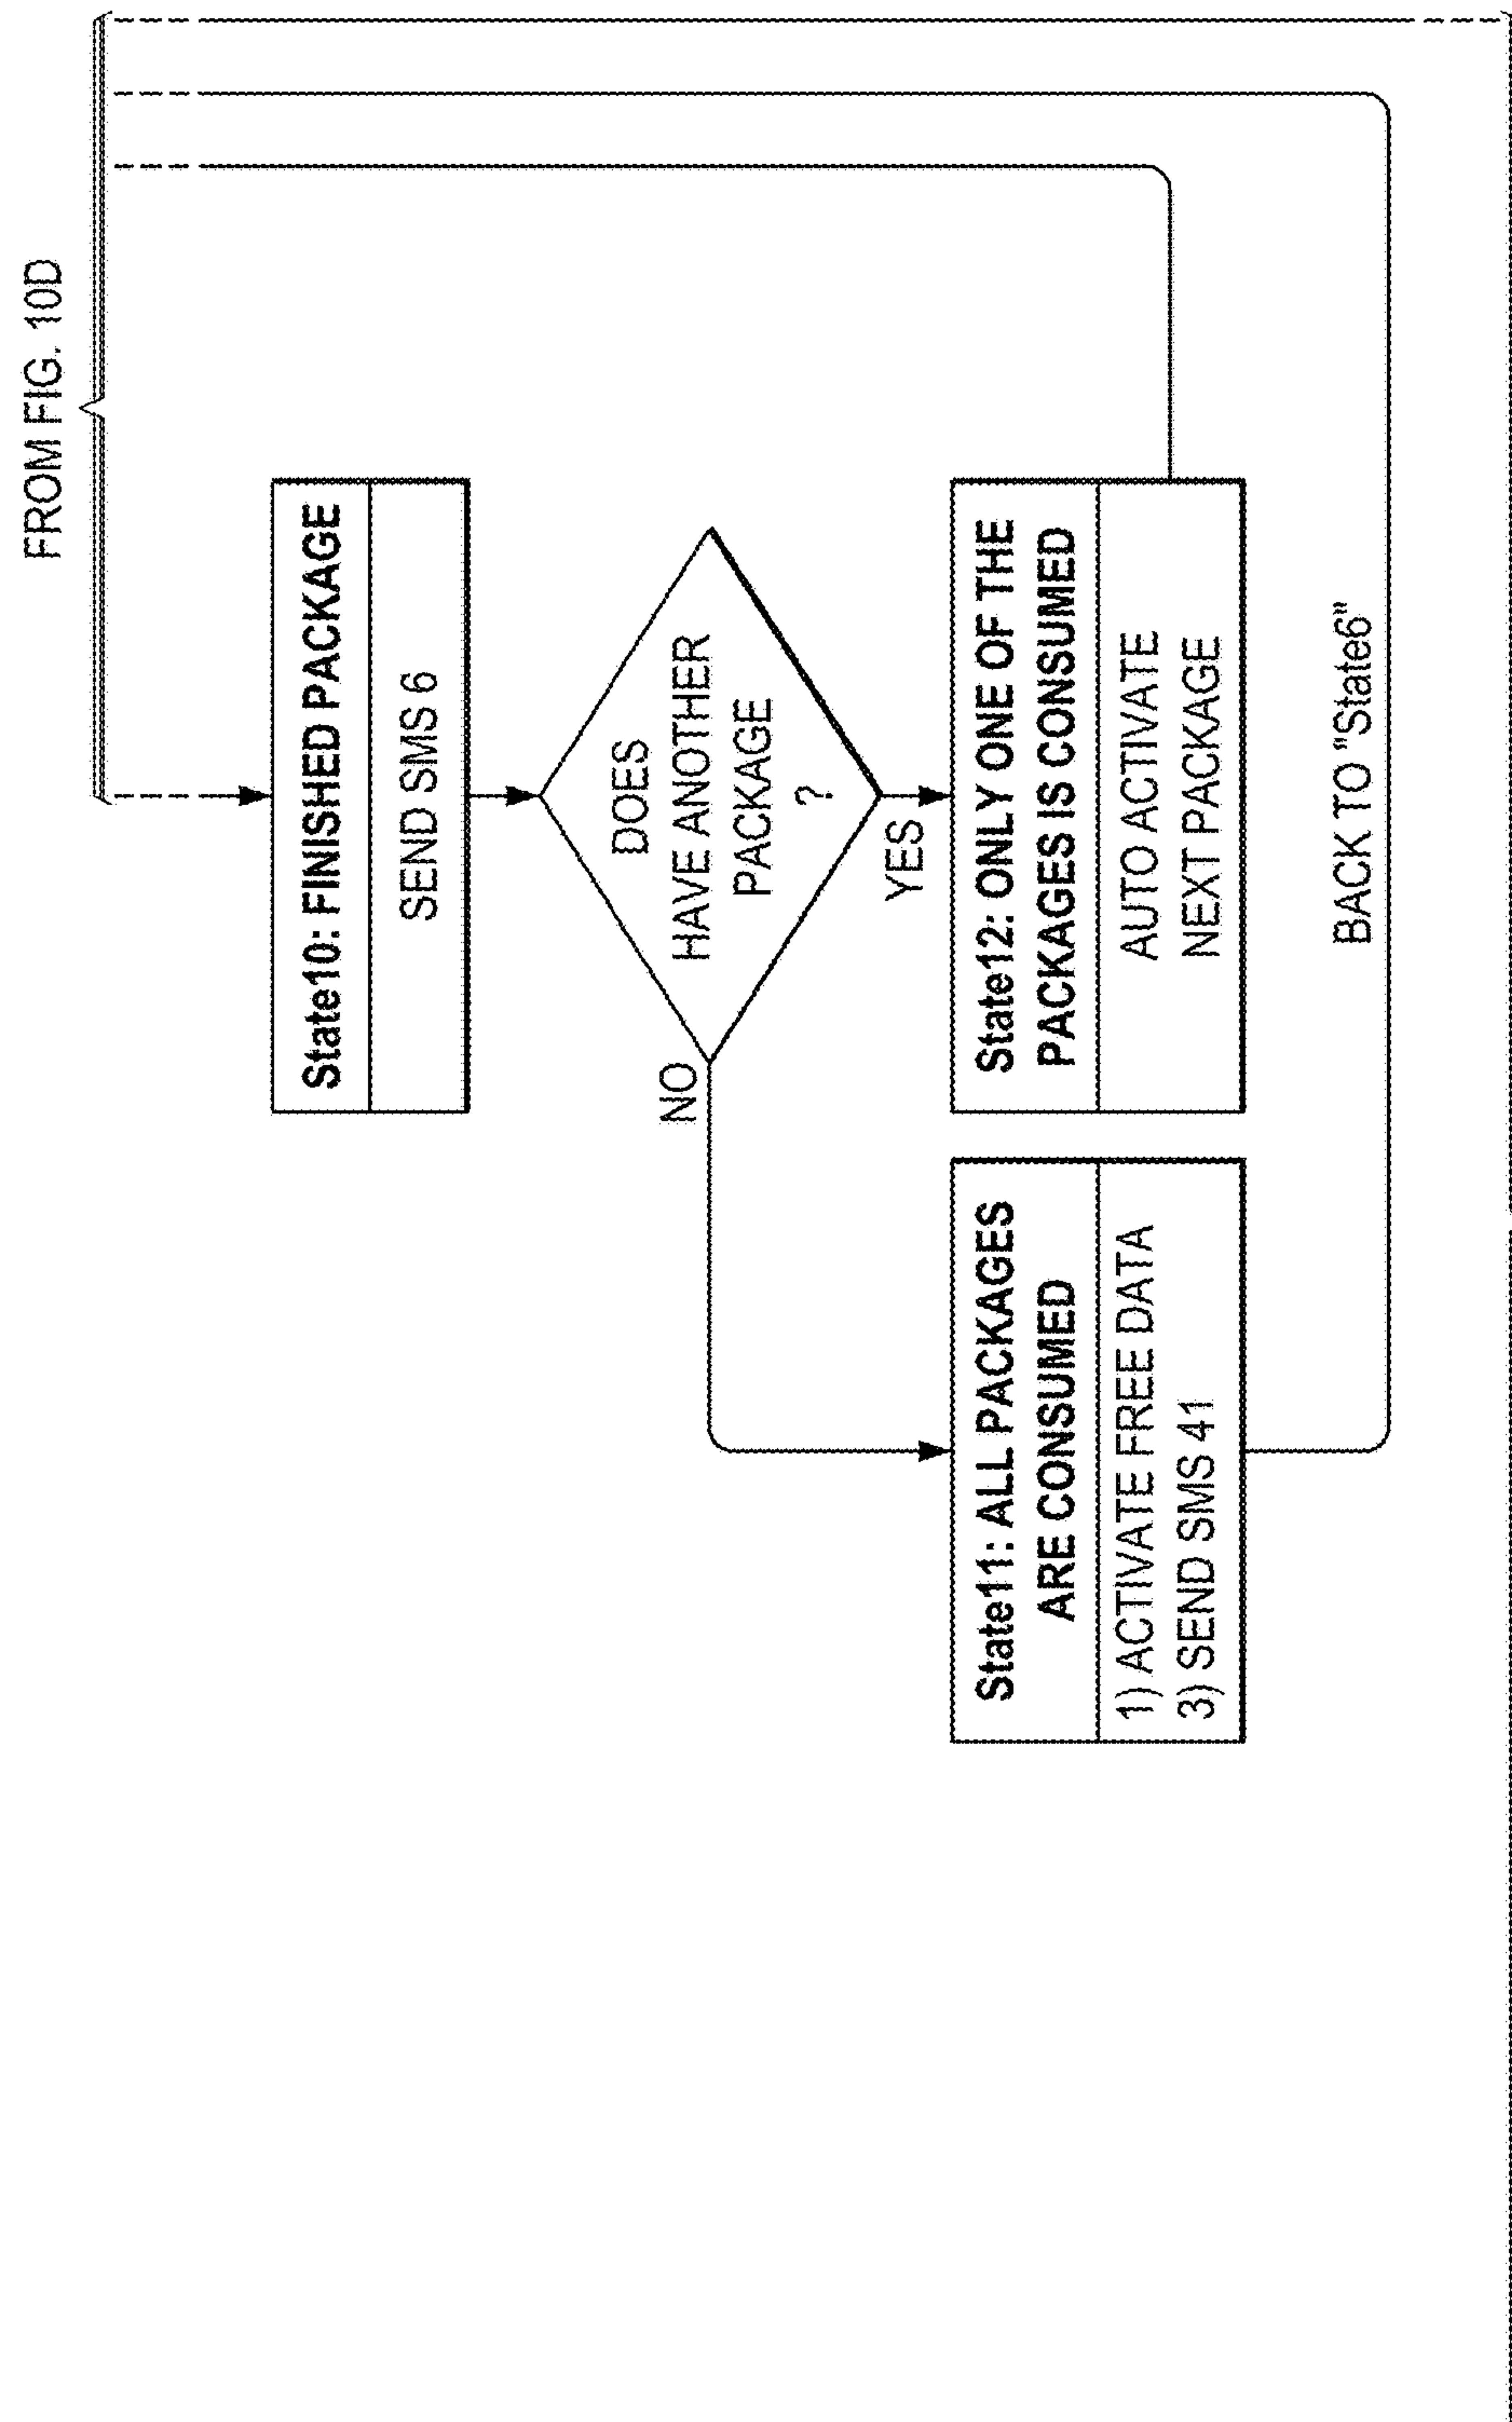 FROM FIG. 10D
State10: FINISHED PACKAGE
SEND SMS 6
DOES
HAVE ANOTHER
PACKAGE
?
NO
YES
State11: ALL PACKAGES
ARE CONSUMED
1) ACTIVATE FREE DATA
3) SEND SMS 41
State12: ONLY ONE OF THE
PACKAGES IS CONSUMED
AUTO ACTIVATE
NEXT PACKAGE
BACK TO "State6"